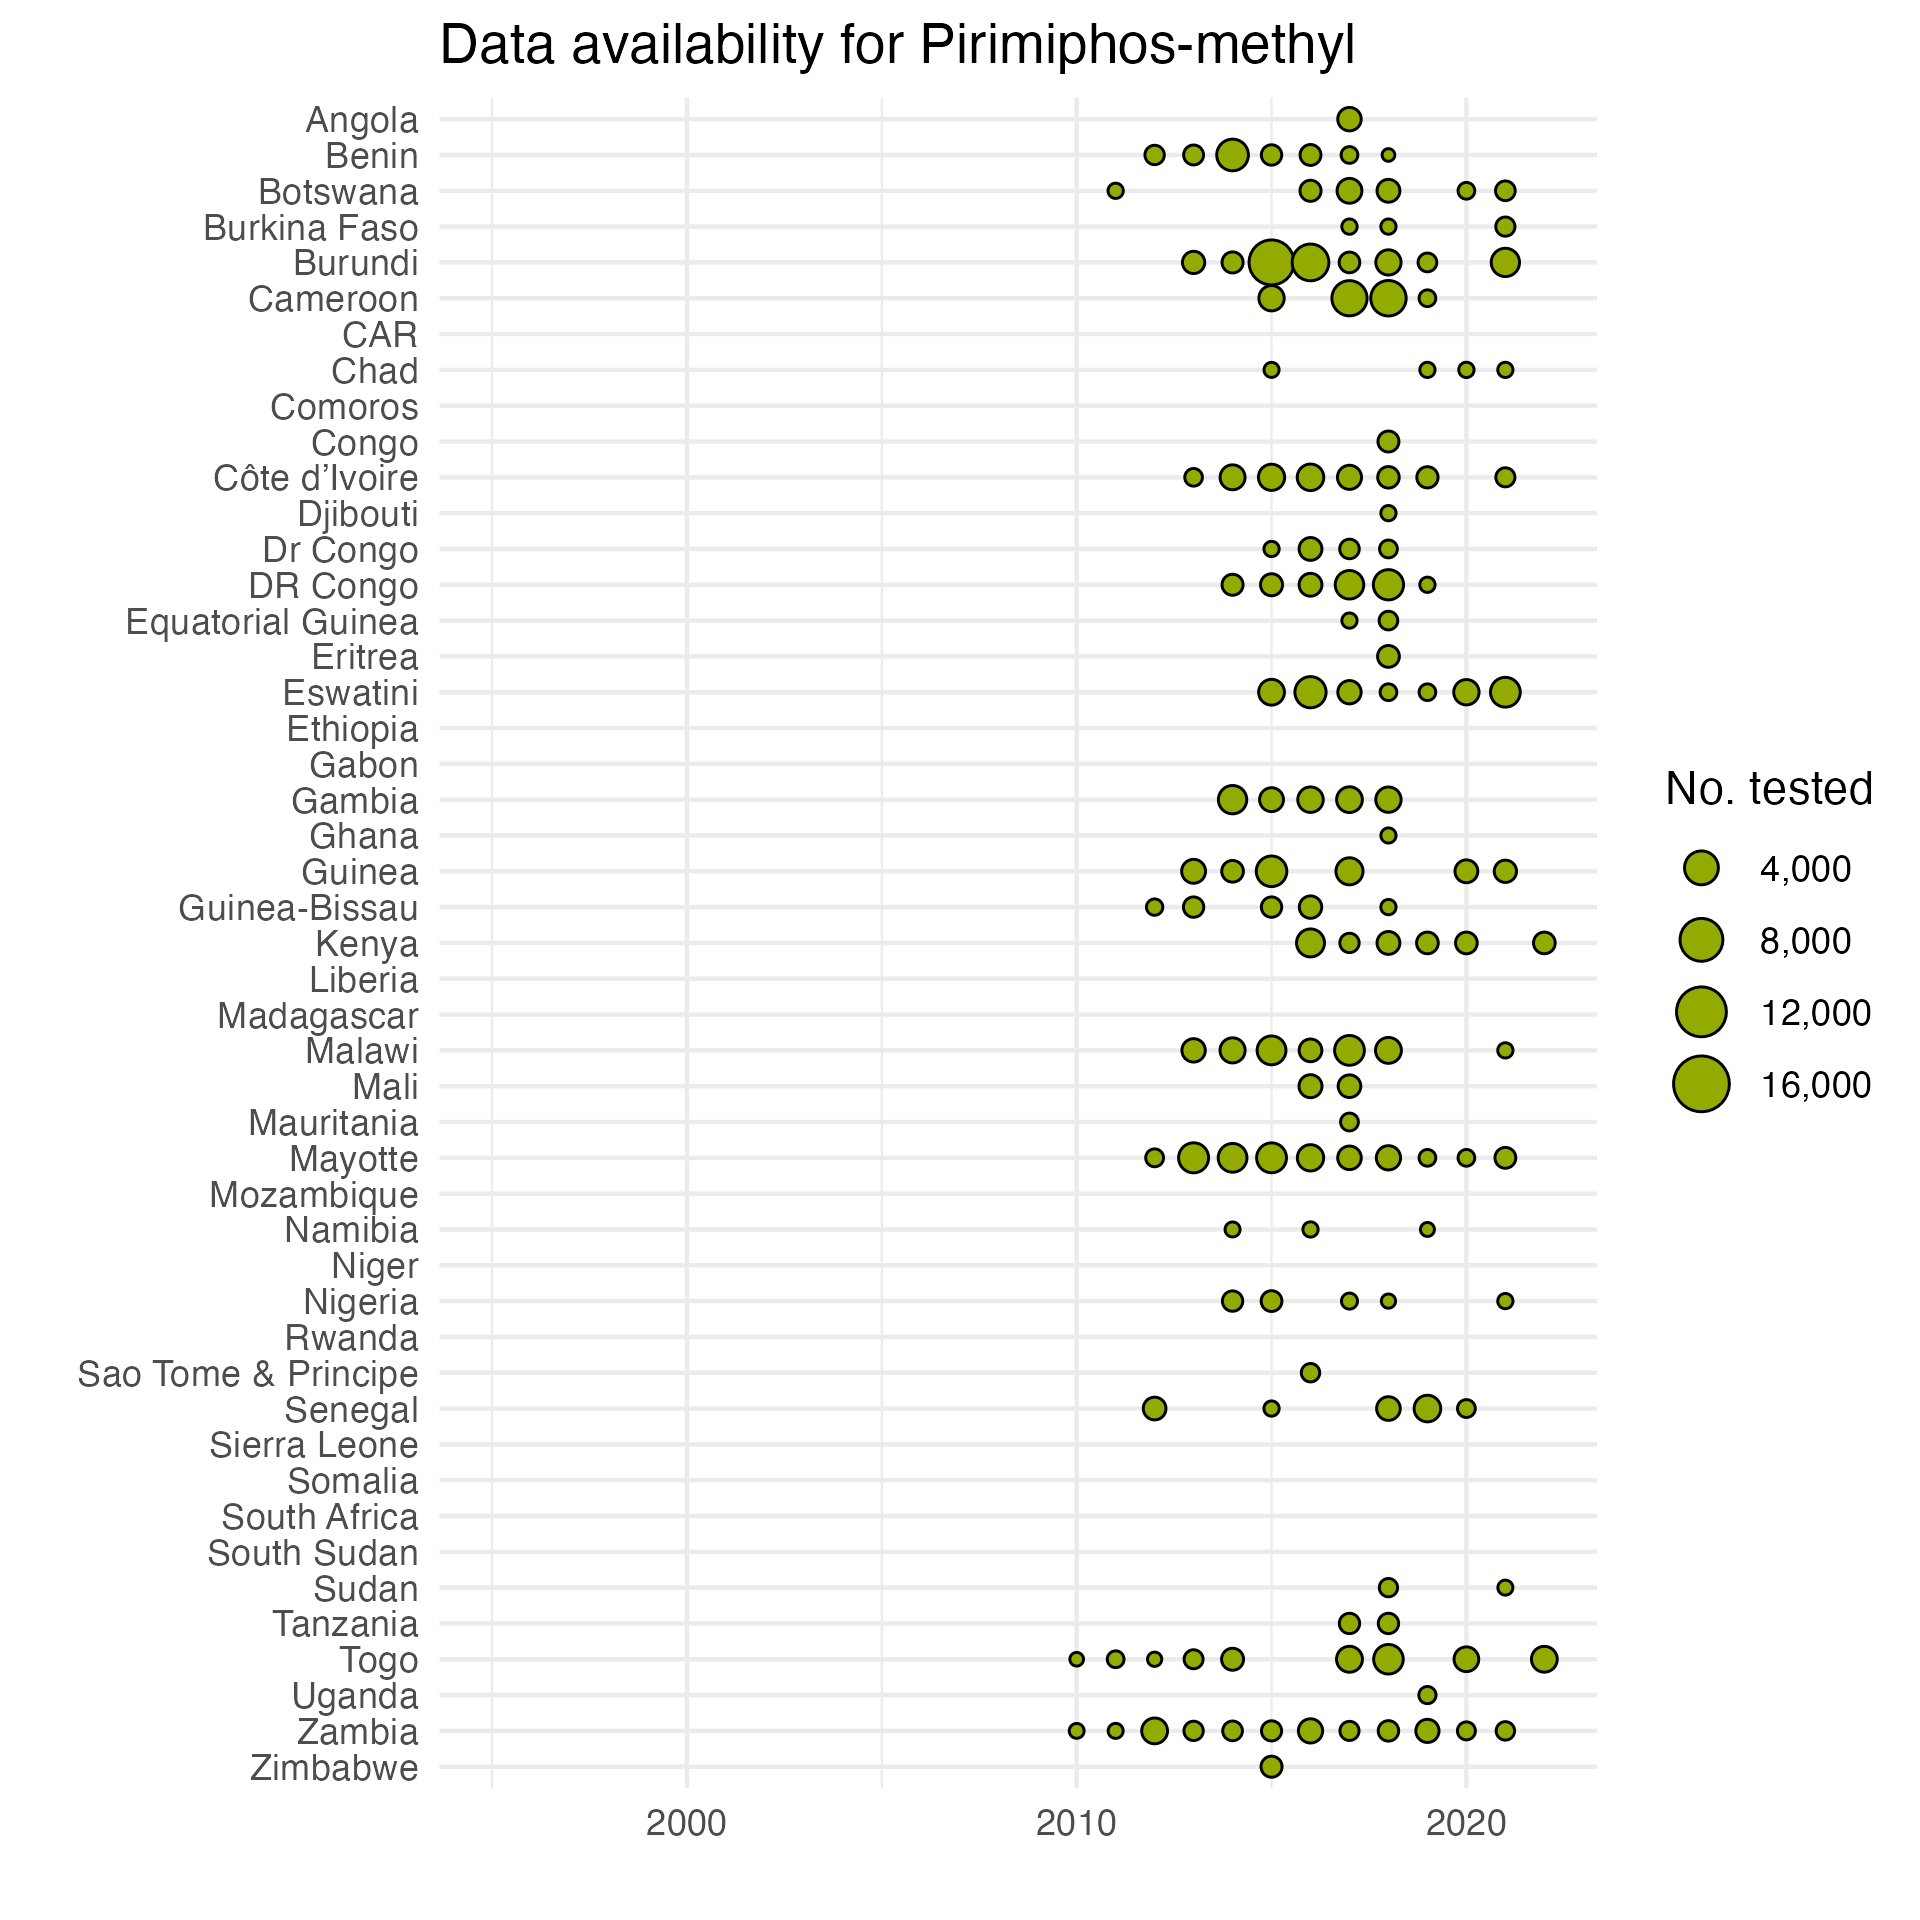 Data availability for Pirimiphos-methyl
Angola
Benin
Botswana
Burkina Faso
Burundi
Cameroon
CAR
Chad
Comoros
Congo
Côte d’Ivoire
Djibouti
Dr Congo
DR Congo
Equatorial Guinea
Eritrea
Eswatini
Ethiopia
Gabon
Gambia
Ghana
Guinea
Guinea-Bissau
Kenya
Liberia
Madagascar
Malawi
Mali
Mauritania
Mayotte
Mozambique
Namibia
Niger
Nigeria
Rwanda
Sao Tome & Principe
Senegal
Sierra Leone
Somalia
South Africa
South Sudan
Sudan
Tanzania
Togo
Uganda
Zambia
Zimbabwe
2000 2010 2020
No. tested
4,000
8,000
12,000
16,000